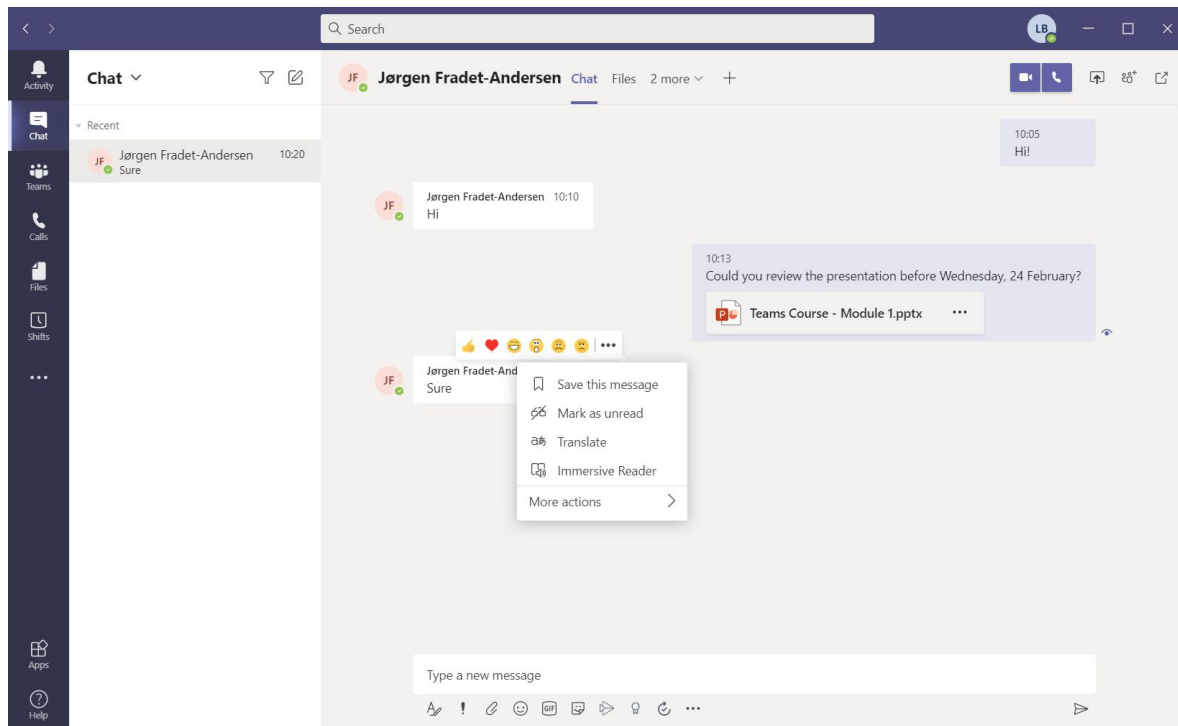 Search
LB
Activity
Chat
Teams
Calls
Files
Shifts
Apps
Help
Chat
Recent
JF
Jørgen Fradet-Andersen 10:20
Sure
JF
Jørgen Fradet-Andersen Chat Files 2 more
10:05
Hi!
JF
Jørgen Fradet-Andersen 10:10
Hi
10:13
Could you review the presentation before Wednesday, 24 February?
P
Teams Course - Module 1.pptx
JF
Jørgen Fradet-And
Sure
Save this message
Mark as unread
aあ Translate
Immersive Reader
More actions
Type a new message
GIF